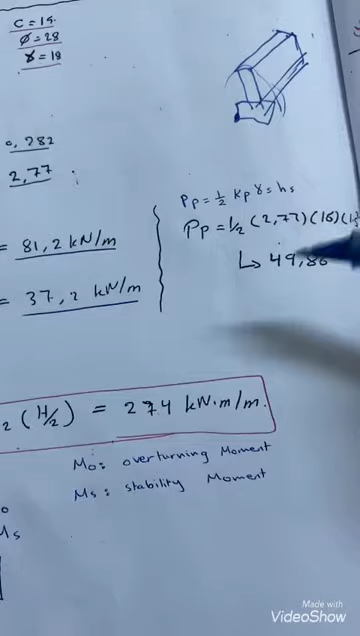 C = 14
φ = 28
γ = 18
0,282
2,77
= 81,2 kN/m
= 37,2 kN/m
Pp = 1/2 Kp γ = hs
Pp = 1/2 (2,77) (16)
↳ 49,86
2 (H/2) = 274 kN.m/m.
Mo: overturning Moment
Ms: stability Moment
Ms
Made with
VideoShow